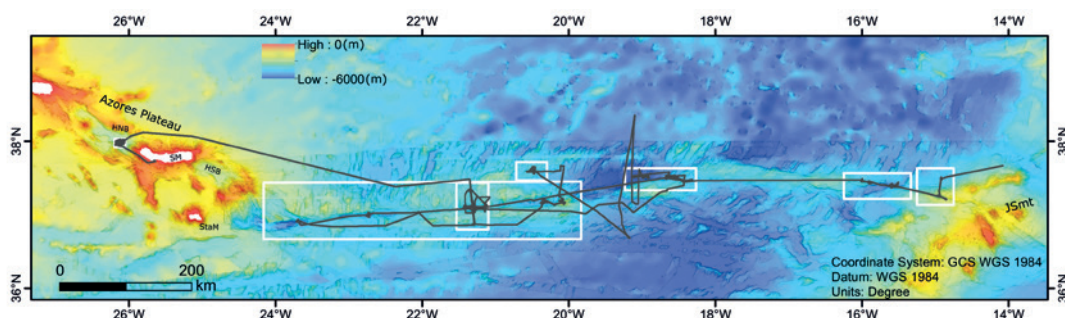 26°W 24°W 22°W 20°W 18°W 16°W 14°W
High : 0(m)
Low : -6000(m)
Azores Plateau
HNB
38°N 38°N
SM
HSB
StaM
JSmt
Coordinate System: GCS WGS 1984
Datum: WGS 1984
Units: Degree
0 200
km
36°N 36°N
26°W 24°W 22°W 20°W 18°W 16°W 14°W